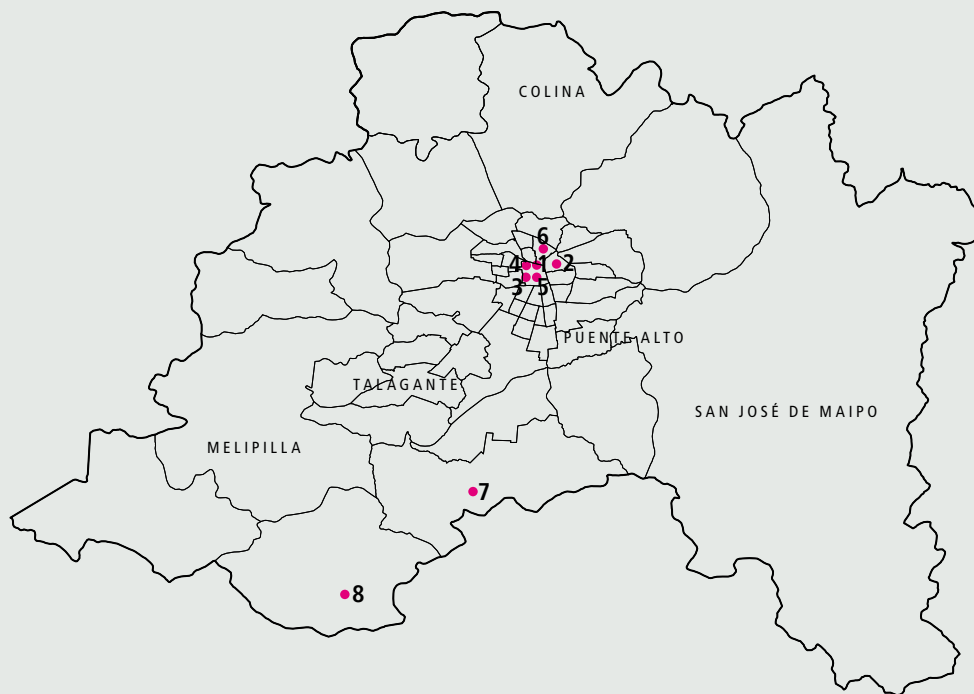 COLINA
6
4
1
2
3
5
PUENTE ALTO
TALAGANTE
SAN JOSÉ DE MAIPO
MELIPILLA
7
8